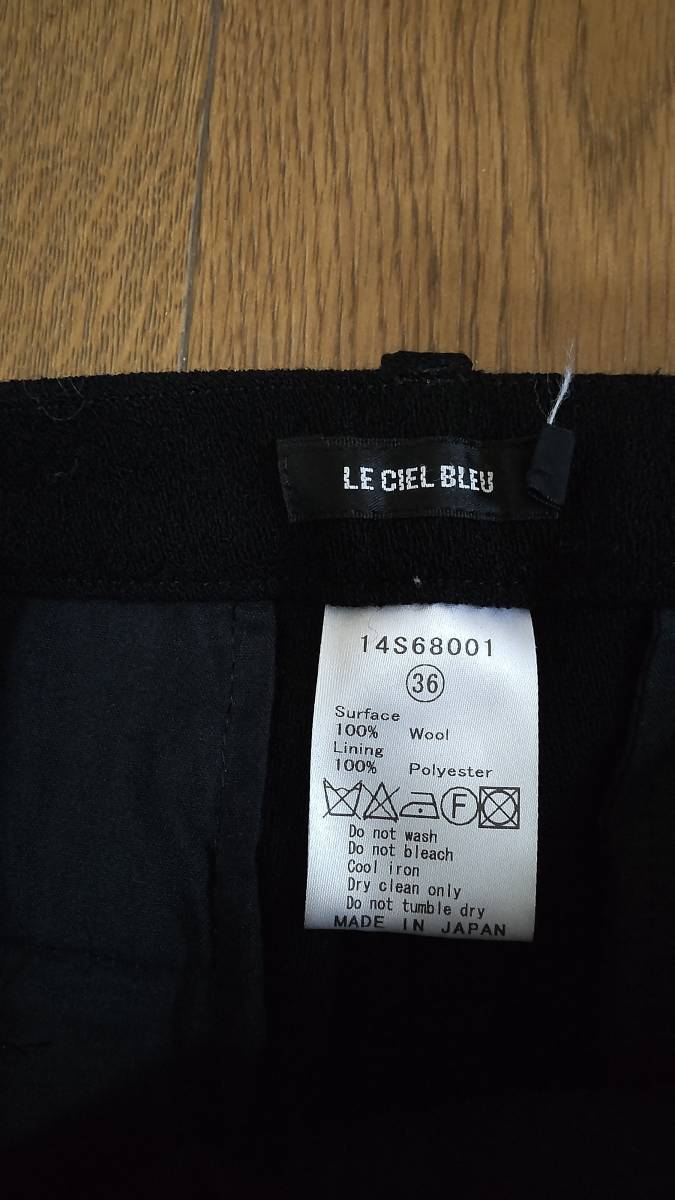 LE CIEL BLEU
14S68001
36
Surface
100% Wool
Lining
100% Polyester
F
Do not wash
Do not bleach
Cool iron
Dry clean only
Do not tumble dry
MADE IN JAPAN